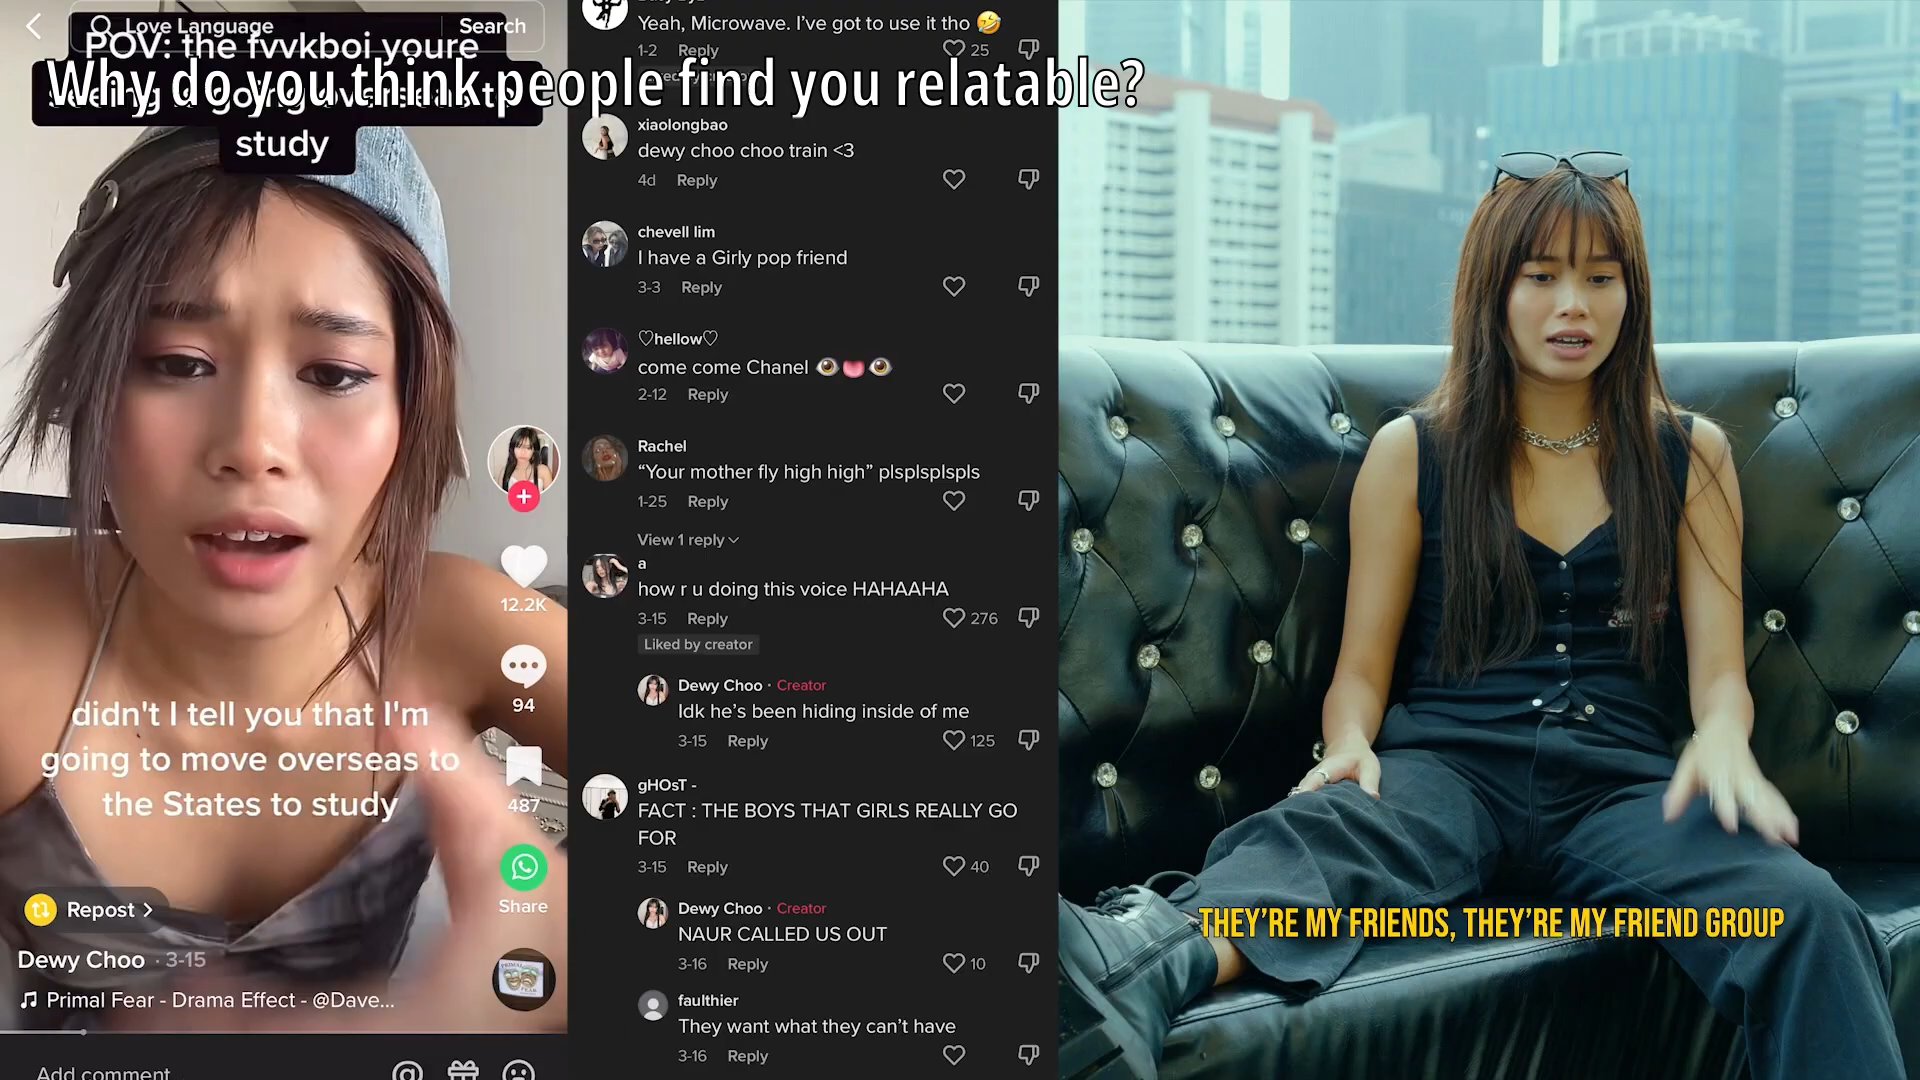 Love Language
Search
POV: the fvvkboi youre
study
Why do you think people find you relatable?
12.2K
94
didn't I tell you that I'm
going to move overseas to
the States to study
487
Share
Repost
Dewy Choo · 3-15
Primal Fear - Drama Effect - @Dave...
Add comment
Yeah, Microwave. I've got to use it tho 🤣
1-2 Reply
25
xiaolongbao
dewy choo choo train <3
4d Reply
chevell lim
I have a Girly pop friend
3-3 Reply
♡hellow♡
come come Chanel 👁️👅👁️
2-12 Reply
Rachel
“Your mother fly high high” plsplsplspls
1-25 Reply
View 1 reply
a
how r u doing this voice HAHAAHA
3-15 Reply
276
Liked by creator
Dewy Choo · Creator
Idk he's been hiding inside of me
3-15 Reply
125
gHOsT -
FACT : THE BOYS THAT GIRLS REALLY GO
FOR
3-15 Reply
40
Dewy Choo · Creator
NAUR CALLED US OUT
3-16 Reply
10
faulthier
They want what they can't have
3-16 Reply
THEY'RE MY FRIENDS, THEY'RE MY FRIEND GROUP